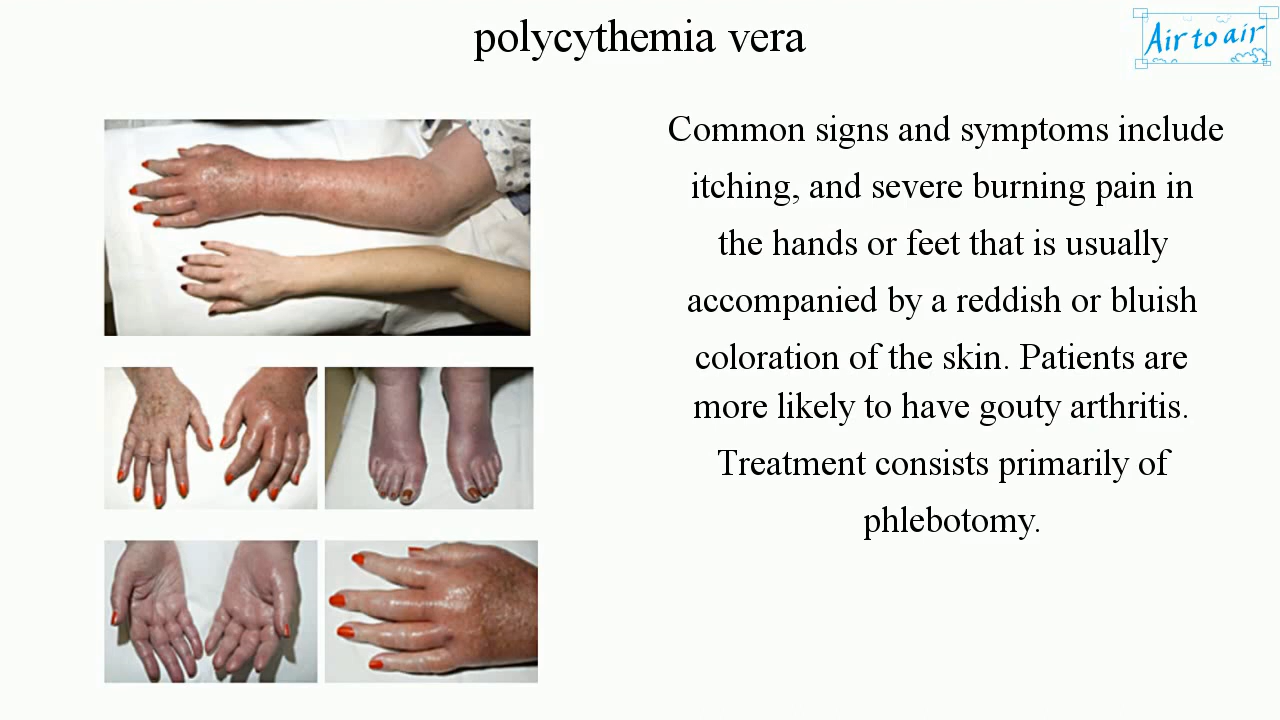 polycythemia vera
Air to air
Common signs and symptoms include
itching, and severe burning pain in
the hands or feet that is usually
accompanied by a reddish or bluish
coloration of the skin. Patients are
more likely to have gouty arthritis.
Treatment consists primarily of
phlebotomy.